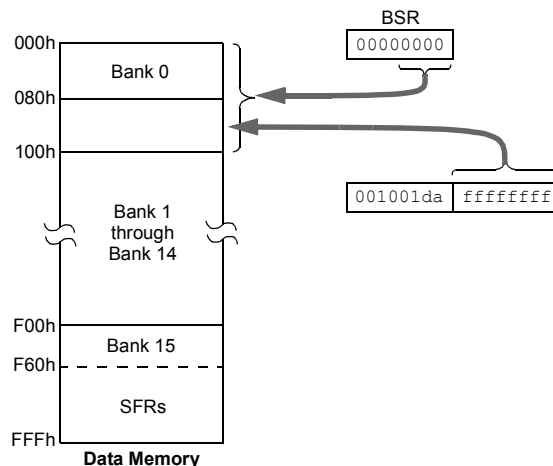 BSR
000h
00000000
Bank 0
080h
100h
001001da ffffffff
Bank 1
through
Bank 14
F00h
Bank 15
F60h
SFRs
FFFh
Data Memory